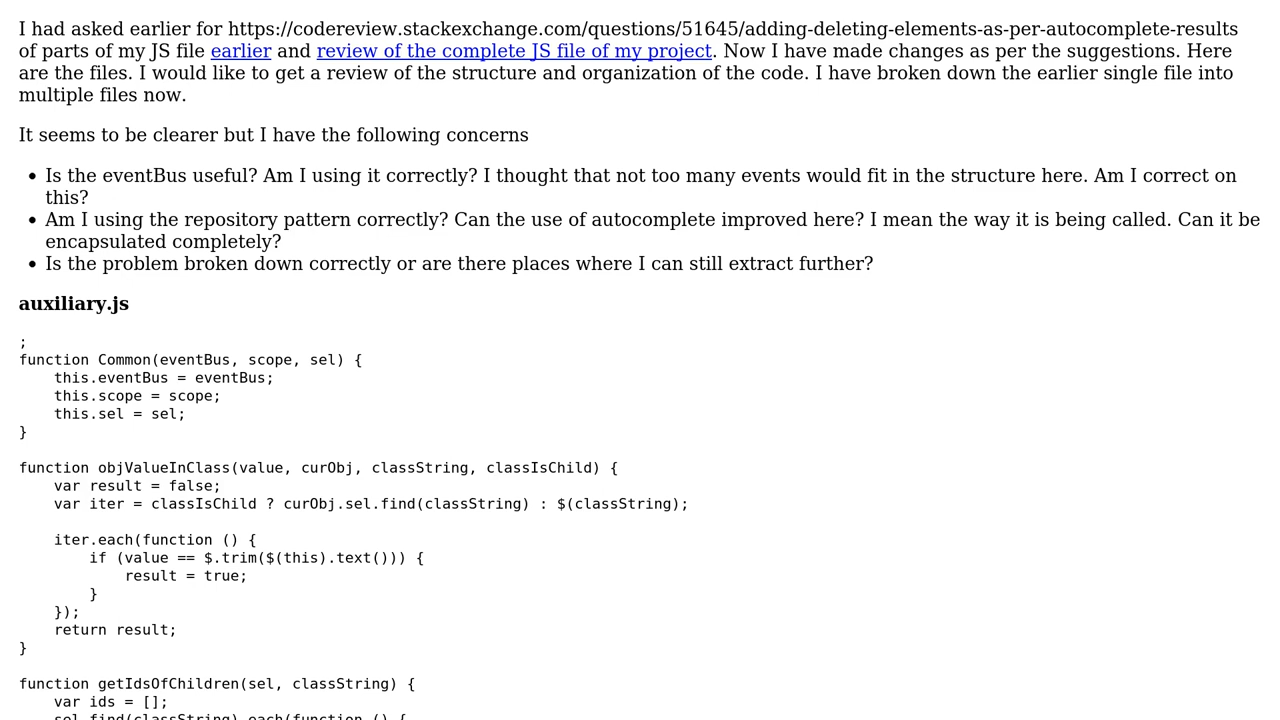 I had asked earlier for https://codereview.stackexchange.com/questions/51645/adding-deleting-elements-as-per-autocomplete-results
of parts of my JS file earlier and review of the complete JS file of my project. Now I have made changes as per the suggestions. Here
are the files. I would like to get a review of the structure and organization of the code. I have broken down the earlier single file into
multiple files now.
It seems to be clearer but I have the following concerns
• Is the eventBus useful? Am I using it correctly? I thought that not too many events would fit in the structure here. Am I correct on
this?
• Am I using the repository pattern correctly? Can the use of autocomplete improved here? I mean the way it is being called. Can it be
encapsulated completely?
• Is the problem broken down correctly or are there places where I can still extract further?
auxiliary.js
;
function Common(eventBus, scope, sel) {
    this.eventBus = eventBus;
    this.scope = scope;
    this.sel = sel;
}
function objValueInClass(value, curObj, classString, classIsChild) {
    var result = false;
    var iter = classIsChild ? curObj.sel.find(classString) : $(classString);
    iter.each(function () {
        if (value == $.trim($(this).text())) {
            result = true;
        }
    });
    return result;
}
function getIdsOfChildren(sel, classString) {
    var ids = [];
    sel.find(classString).each(function () {